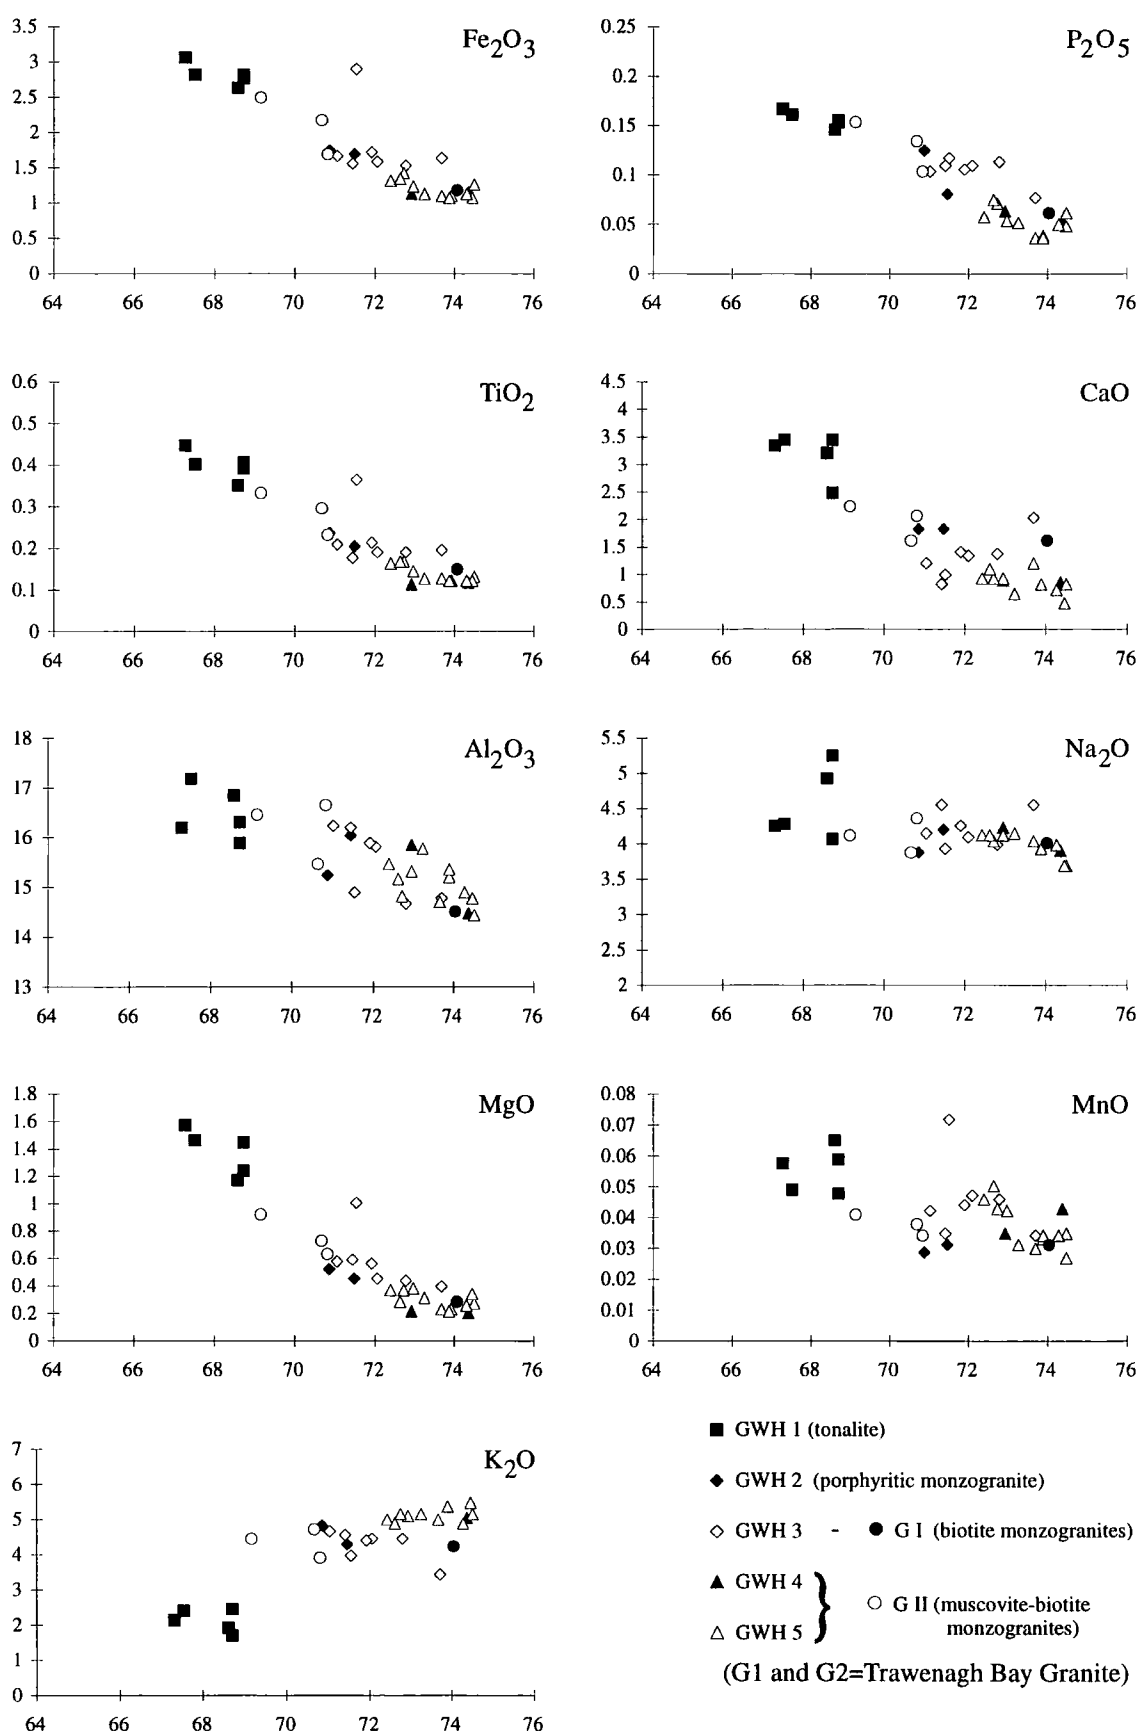 Fe2O3
3.5
3
2.5
2
1.5
1
0.5
0
64 66 68 70 72 74 76
P2O5
0.25
0.2
0.15
0.1
0.05
0
64 66 68 70 72 74 76
TiO2
0.6
0.5
0.4
0.3
0.2
0.1
0
64 66 68 70 72 74 76
CaO
4.5
4
3.5
3
2.5
2
1.5
1
0.5
0
64 66 68 70 72 74 76
Al2O3
18
17
16
15
14
13
64 66 68 70 72 74 76
Na2O
5.5
5
4.5
4
3.5
3
2.5
2
64 66 68 70 72 74 76
MgO
1.8
1.6
1.4
1.2
1
0.8
0.6
0.4
0.2
0
64 66 68 70 72 74 76
MnO
0.08
0.07
0.06
0.05
0.04
0.03
0.02
0.01
0
64 66 68 70 72 74 76
K2O
7
6
5
4
3
2
1
0
64 66 68 70 72 74 76
GWH 1 (tonalite)
GWH 2 (porphyritic monzogranite)
GWH 3 - G I (biotite monzogranites)
GWH 4
GWH 5
G II (muscovite-biotite
monzogranites)
(G1 and G2=Trawenagh Bay Granite)